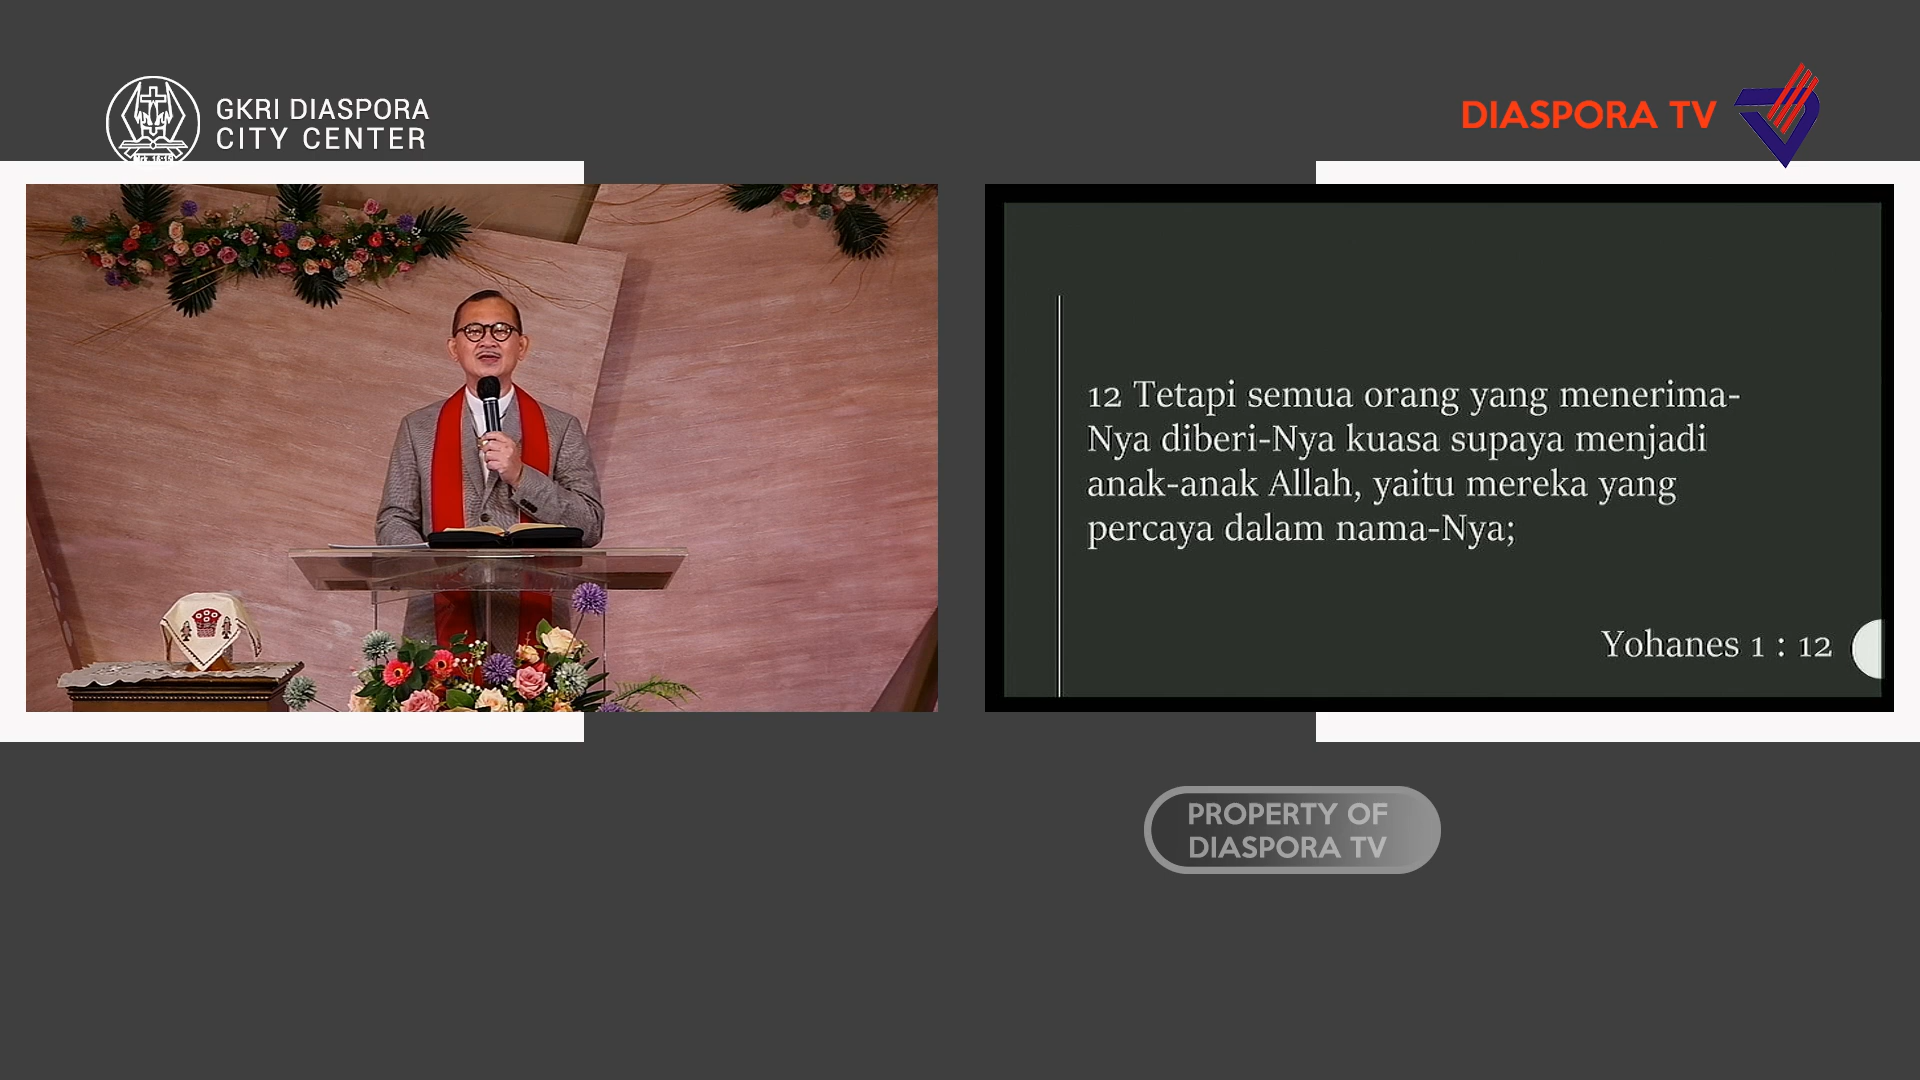 GKRI DIASPORA
CITY CENTER
DIASPORA TV
12 Tetapi semua orang yang menerima-
Nya diberi-Nya kuasa supaya menjadi
anak-anak Allah, yaitu mereka yang
percaya dalam nama-Nya;
Yohanes 1 : 12
PROPERTY OF
DIASPORA TV